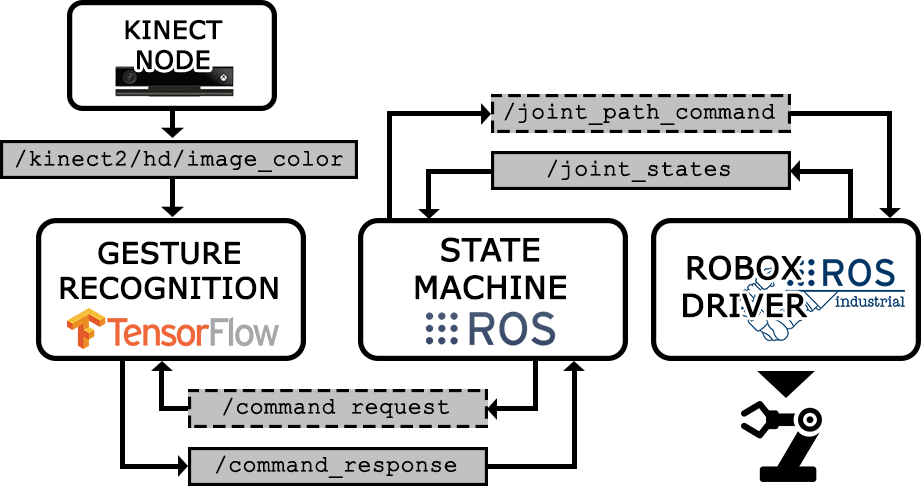 KINECT
NODE
/kinect2/hd/image_color
/joint_path_command
/joint_states
GESTURE
RECOGNITION
TensorFlow
STATE
MACHINE
ROS
ROBOX
DRIVER
ROS
industrial
/command request
/command_response